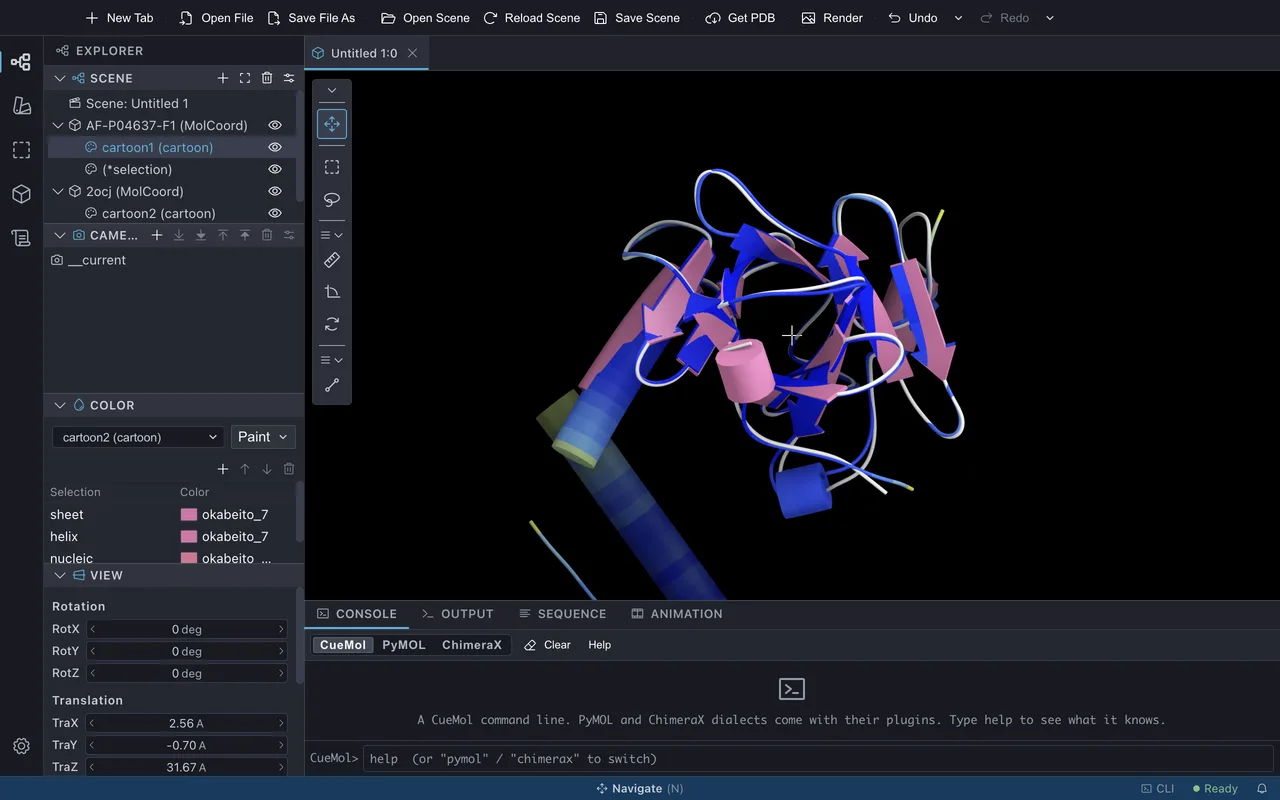 New Tab Open File Save File As Open Scene Reload Scene Save Scene Get PDB Render Undo Redo
EXPLORER
Untitled 1:0
SCENE
Scene: Untitled 1
AF-P04637-F1 (MolCoord)
cartoon1 (cartoon)
(*selection)
2ocj (MolCoord)
cartoon2 (cartoon)
CAME...
__current
COLOR
cartoon2 (cartoon) Paint
Selection Color
sheet okabeito_7
helix okabeito_7
nucleic okabeito_...
VIEW
Rotation
RotX 0 deg
RotY 0 deg
RotZ 0 deg
Translation
TraX 2.56 A
TraY -0.70 A
TraZ 31.67 A
CONSOLE OUTPUT SEQUENCE ANIMATION
CueMol PyMOL ChimeraX Clear Help
A CueMol command line. PyMOL and ChimeraX dialects come with their plugins. Type help to see what it knows.
CueMol> help (or "pymol" / "chimerax" to switch)
Navigate (N) CLI Ready